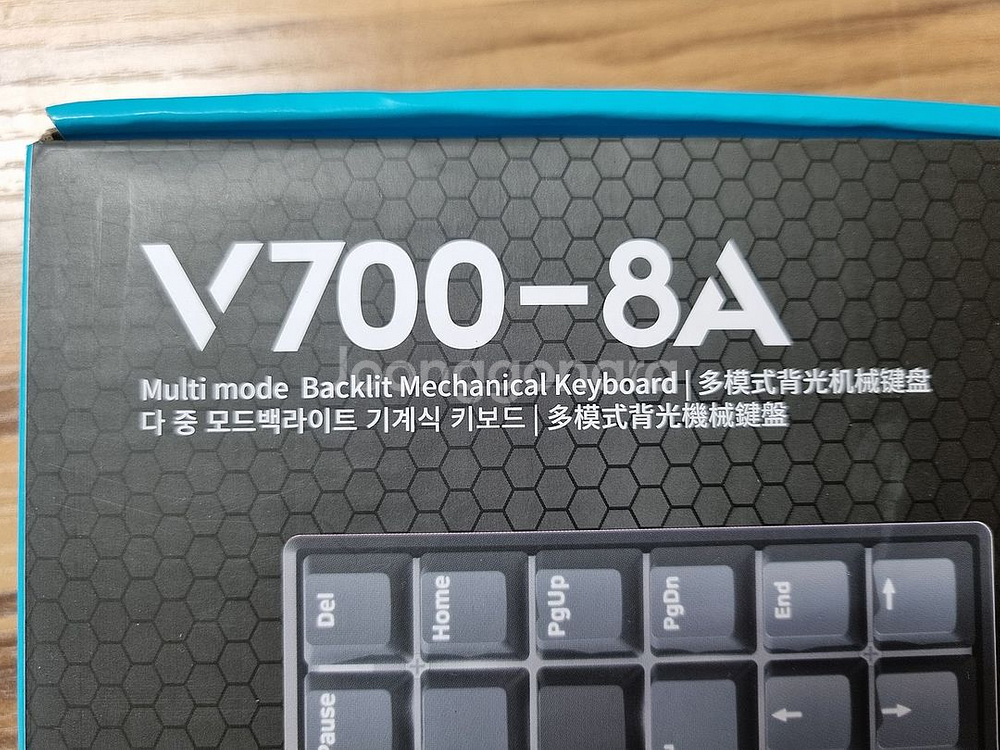 V700-8A
Joonggonara
Multi mode Backlit Mechanical Keyboard | 多模式背光机械键盘
다 중 모드백라이트 기계식 키보드 | 多模式背光機械鍵盤
Del
Home
PgUp
PgDn
End
↑
Pause
←
→